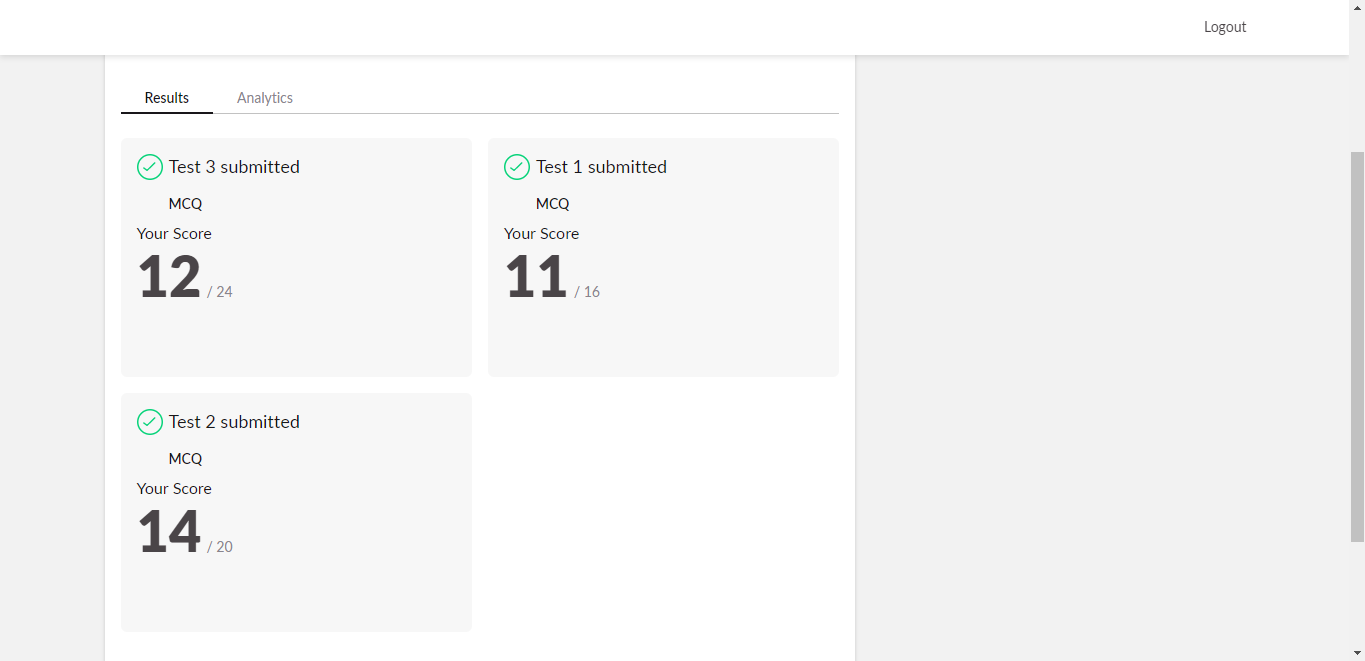 Logout
Results
Analytics
Test 3 submitted
MCQ
Your Score
12 / 24
Test 1 submitted
MCQ
Your Score
11 / 16
Test 2 submitted
MCQ
Your Score
14 / 20